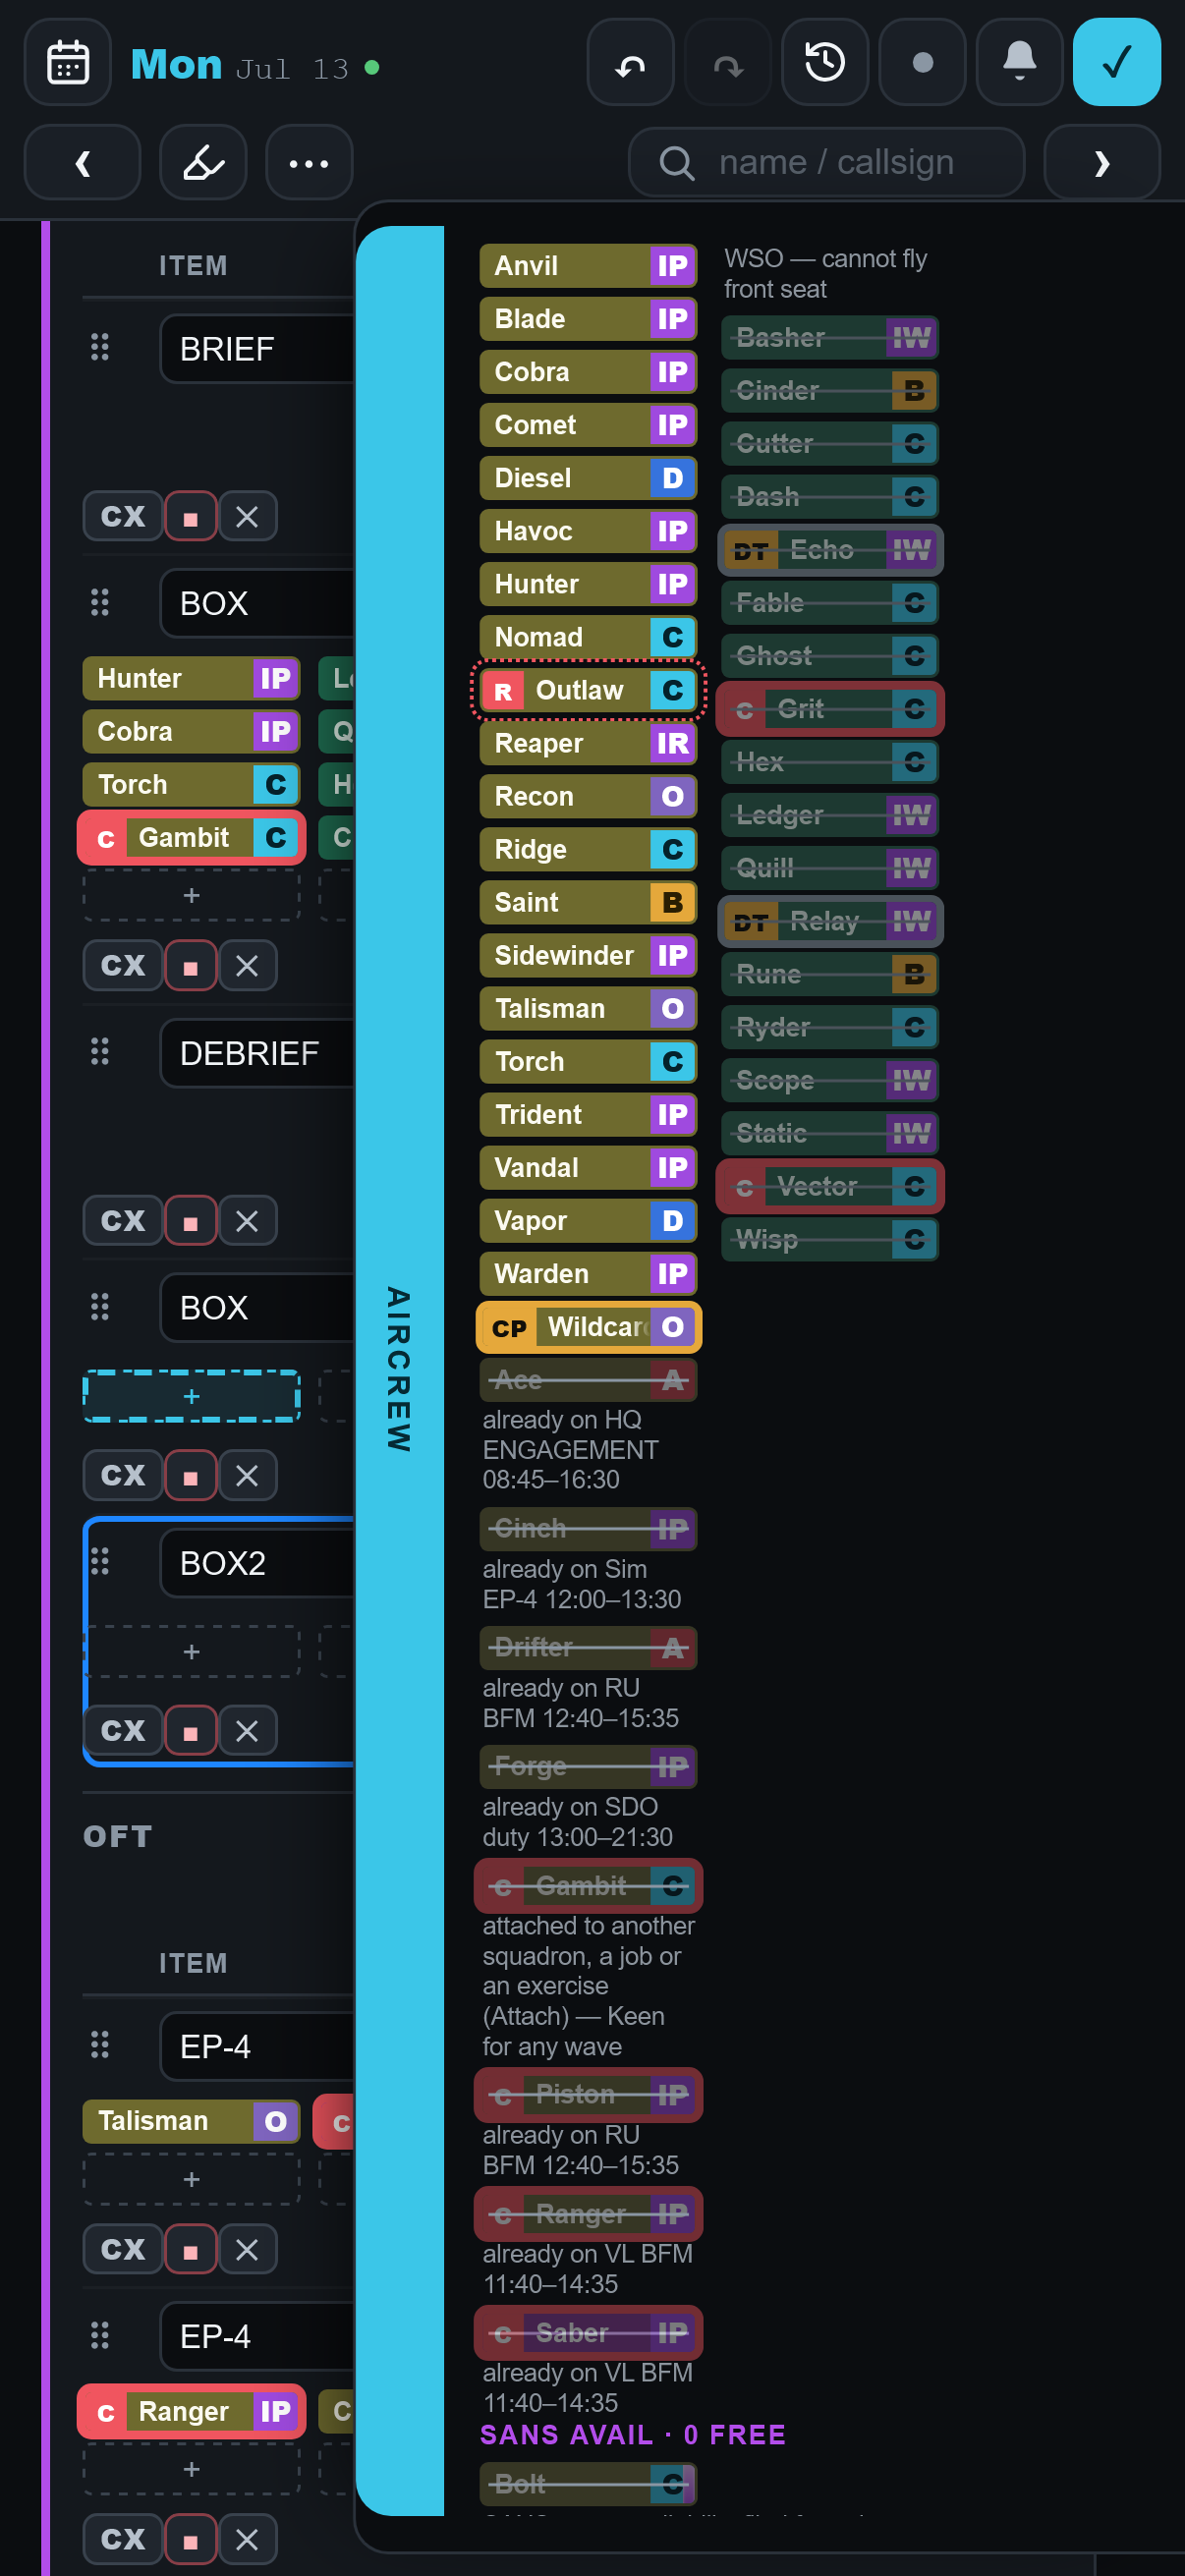 Mon Jul 13
name / callsign
ITEM
BRIEF
CX
BOX
Hunter IP
Cobra IP
Torch C
C Gambit C
+
CX
DEBRIEF
CX
BOX
+
CX
BOX2
+
CX
OFT
ITEM
EP-4
Talisman O
C
+
CX
EP-4
Ranger IP
C
+
CX
AIRCREW
Anvil IP
Blade IP
Cobra IP
Comet IP
Diesel D
Havoc IP
Hunter IP
Nomad C
R Outlaw C
Reaper IR
Recon O
Ridge C
Saint B
Sidewinder IP
Talisman O
Torch C
Trident IP
Vandal IP
Vapor D
Warden IP
CP Wildcar O
Ace A
already on HQ
ENGAGEMENT
08:45–16:30
Cinch IP
already on Sim
EP-4 12:00–13:30
Drifter A
already on RU
BFM 12:40–15:35
Forge IP
already on SDO
duty 13:00–21:30
C Gambit C
attached to another
squadron, a job or
an exercise
(Attach) — Keen
for any wave
C Piston IP
already on RU
BFM 12:40–15:35
C Ranger IP
already on VL BFM
11:40–14:35
C Saber IP
already on VL BFM
11:40–14:35
SANS AVAIL · 0 FREE
Bolt C
WSO — cannot fly
front seat
Basher IW
Cinder B
Cutter C
Dash C
DT Echo IW
Fable C
Ghost C
C Grit C
Hex C
Ledger IW
Quill IW
DT Relay IW
Rune B
Ryder C
Scope IW
Static IW
C Vector C
Wisp C